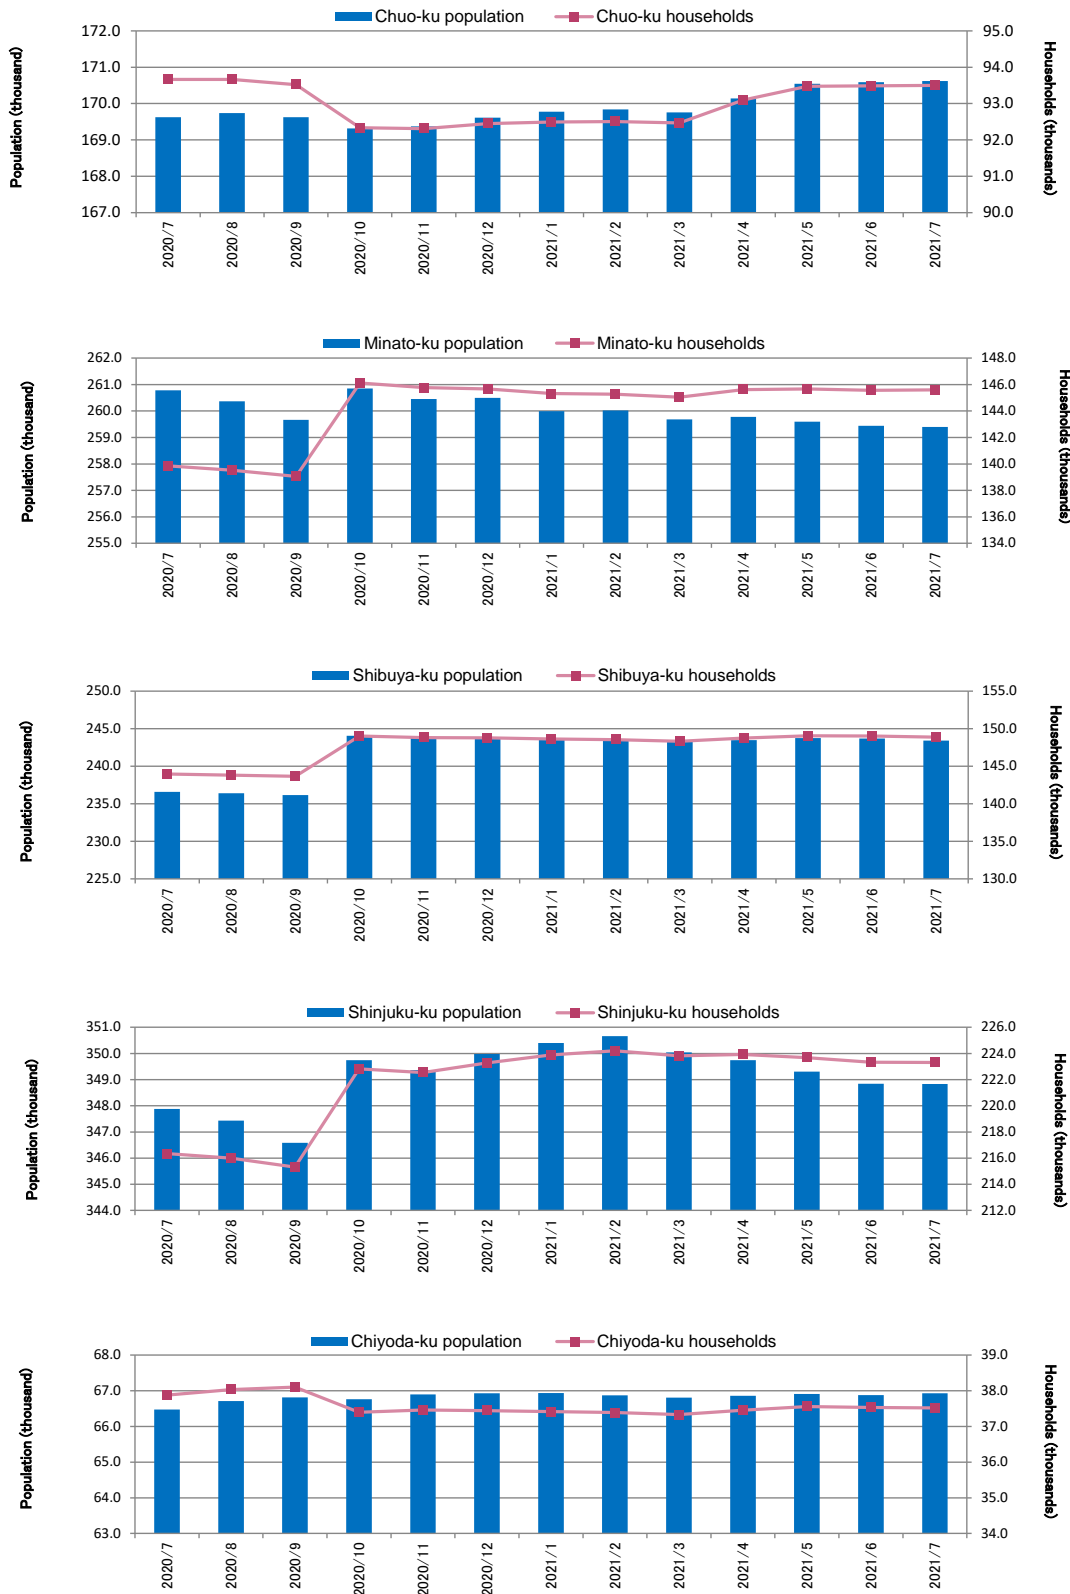 Chuo-ku population Chuo-ku households
172.0 95.0
171.0 94.0
170.0 93.0
169.0 92.0
168.0 91.0
167.0 90.0
Population (thousand)
Households (thousands)
2020/7 2020/8 2020/9 2020/10 2020/11 2020/12 2021/1 2021/2 2021/3 2021/4 2021/5 2021/6 2021/7
Minato-ku population Minato-ku households
262.0 148.0
261.0 146.0
260.0 144.0
259.0 142.0
258.0 140.0
257.0 138.0
256.0 136.0
255.0 134.0
Population (thousand)
Households (thousands)
2020/7 2020/8 2020/9 2020/10 2020/11 2020/12 2021/1 2021/2 2021/3 2021/4 2021/5 2021/6 2021/7
Shibuya-ku population Shibuya-ku households
250.0 155.0
245.0 150.0
240.0 145.0
235.0 140.0
230.0 135.0
225.0 130.0
Population (thousand)
Households (thousands)
2020/7 2020/8 2020/9 2020/10 2020/11 2020/12 2021/1 2021/2 2021/3 2021/4 2021/5 2021/6 2021/7
Shinjuku-ku population Shinjuku-ku households
351.0 226.0
350.0 224.0
349.0 222.0
348.0 220.0
347.0 218.0
346.0 216.0
345.0 214.0
344.0 212.0
Population (thousand)
Households (thousands)
2020/7 2020/8 2020/9 2020/10 2020/11 2020/12 2021/1 2021/2 2021/3 2021/4 2021/5 2021/6 2021/7
Chiyoda-ku population Chiyoda-ku households
68.0 39.0
67.0 38.0
66.0 37.0
65.0 36.0
64.0 35.0
63.0 34.0
Population (thousand)
Households (thousands)
2020/7 2020/8 2020/9 2020/10 2020/11 2020/12 2021/1 2021/2 2021/3 2021/4 2021/5 2021/6 2021/7